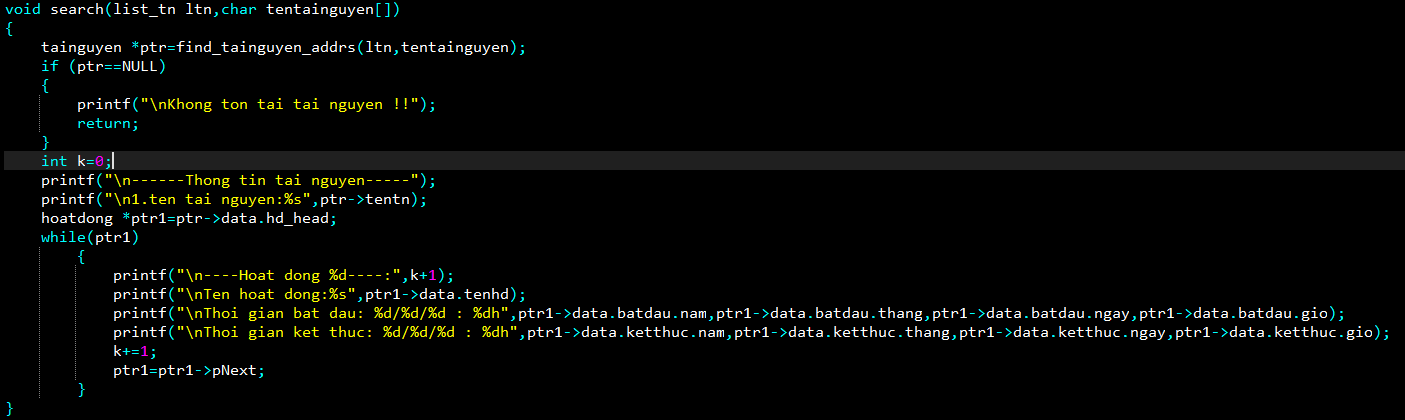 void search(list_tn ltn,char tentainguyen[])
{
    tainguyen *ptr=find_tainguyen_addrs(ltn,tentainguyen);
    if (ptr==NULL)
    {
        printf("\nKhong ton tai tai nguyen !!");
        return;
    }
    int k=0;
    printf("\n------Thong tin tai nguyen-----");
    printf("\n1.ten tai nguyen:%s",ptr->tentn);
    hoatdong *ptr1=ptr->data.hd_head;
    while(ptr1)
        {
            printf("\n----Hoat dong %d----:",k+1);
            printf("\nTen hoat dong:%s",ptr1->data.tenhd);
            printf("\nThoi gian bat dau: %d/%d/%d : %dh",ptr1->data.batdau.nam,ptr1->data.batdau.thang,ptr1->data.batdau.ngay,ptr1->data.batdau.gio);
            printf("\nThoi gian ket thuc: %d/%d/%d : %dh",ptr1->data.ketthuc.nam,ptr1->data.ketthuc.thang,ptr1->data.ketthuc.ngay,ptr1->data.ketthuc.gio);
            k+=1;
            ptr1=ptr1->pNext;
        }
}